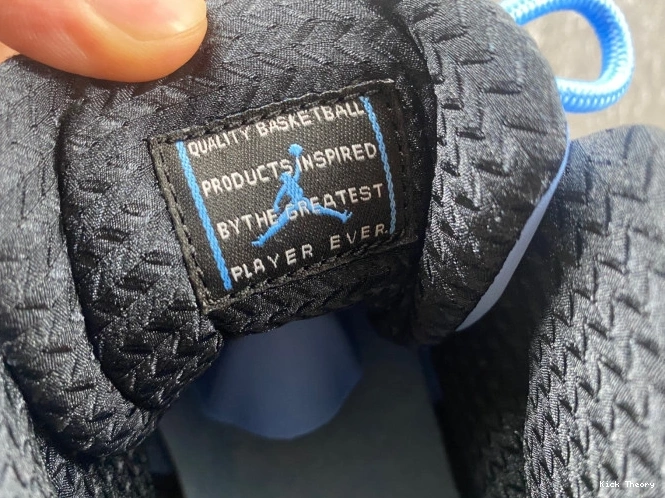 QUALITY BASKETBALL
PRODUCTS INSPIRED
BY THE GREATEST
PLAYER EVER
Kick Theory